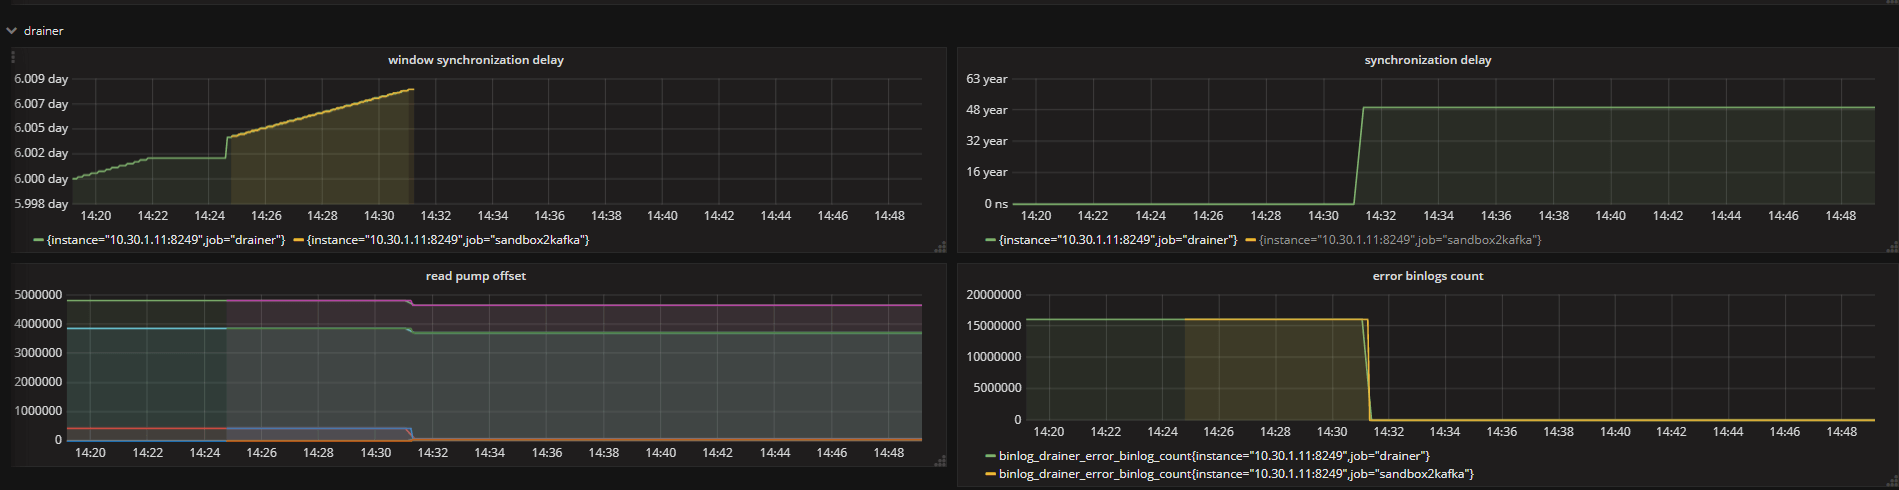 drainer
window synchronization delay
6.009 day
6.007 day
6.005 day
6.002 day
6.000 day
5.998 day
14:20 14:22 14:24 14:26 14:28 14:30 14:32 14:34 14:36 14:38 14:40 14:42 14:44 14:46 14:48
{instance="10.30.1.11:8249",job="drainer"} {instance="10.30.1.11:8249",job="sandbox2kafka"}
synchronization delay
63 year
48 year
32 year
16 year
0 ns
14:20 14:22 14:24 14:26 14:28 14:30 14:32 14:34 14:36 14:38 14:40 14:42 14:44 14:46 14:48
{instance="10.30.1.11:8249",job="drainer"} {instance="10.30.1.11:8249",job="sandbox2kafka"}
read pump offset
5000000
4000000
3000000
2000000
1000000
0
14:20 14:22 14:24 14:26 14:28 14:30 14:32 14:34 14:36 14:38 14:40 14:42 14:44 14:46 14:48
error binlogs count
20000000
15000000
10000000
5000000
0
14:20 14:22 14:24 14:26 14:28 14:30 14:32 14:34 14:36 14:38 14:40 14:42 14:44 14:46 14:48
binlog_drainer_error_binlog_count{instance="10.30.1.11:8249",job="drainer"}
binlog_drainer_error_binlog_count{instance="10.30.1.11:8249",job="sandbox2kafka"}